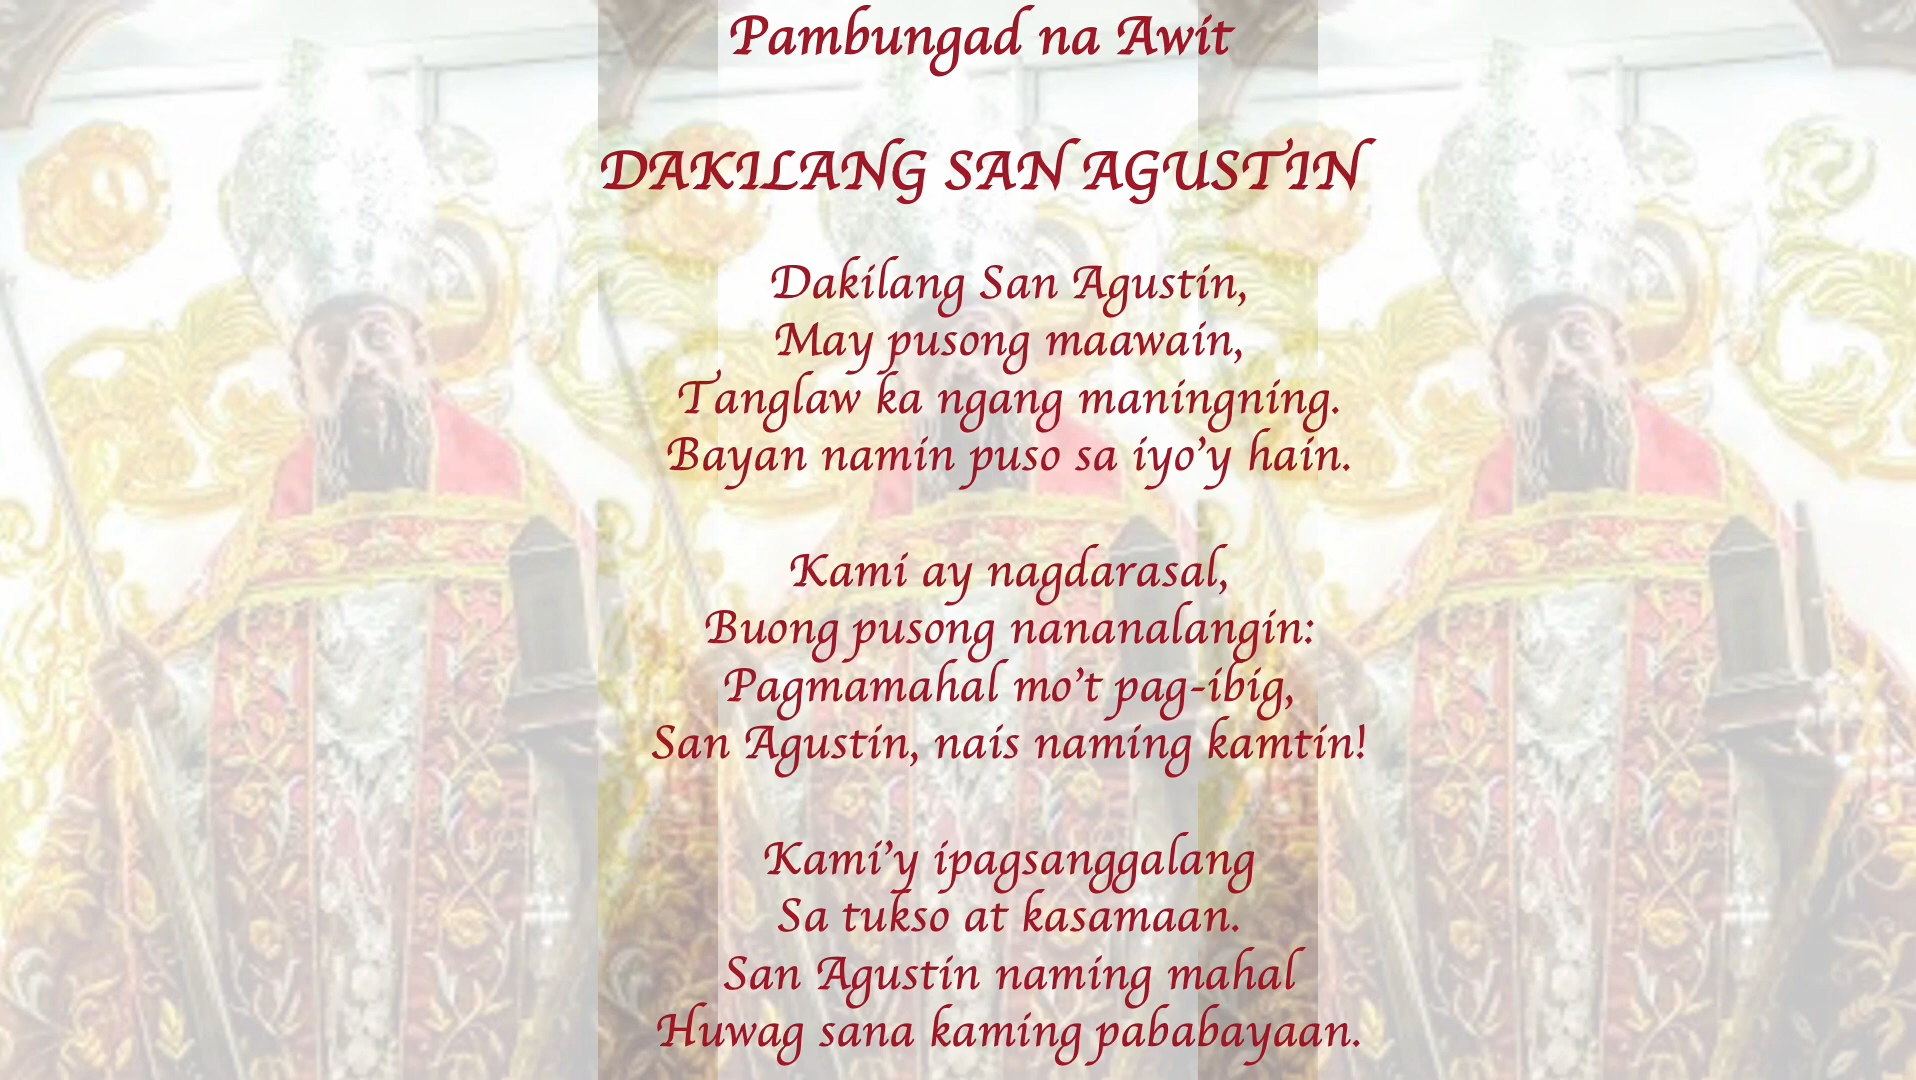 Pambungad na Awit
DAKILANG SAN AGUSTIN
Dakilang San Agustin,
May pusong maawain,
Tanglaw ka ngang maningning.
Bayan namin puso sa iyo'y hain.
Kami ay nagdarasal,
Buong pusong nananalangin:
Pagmamahal mo't pag-ibig,
San Agustin, nais naming kamtin!
Kami'y ipagsanggalang
Sa tukso at kasamaan.
San Agustin naming mahal
Huwag sana kaming pababayaan.